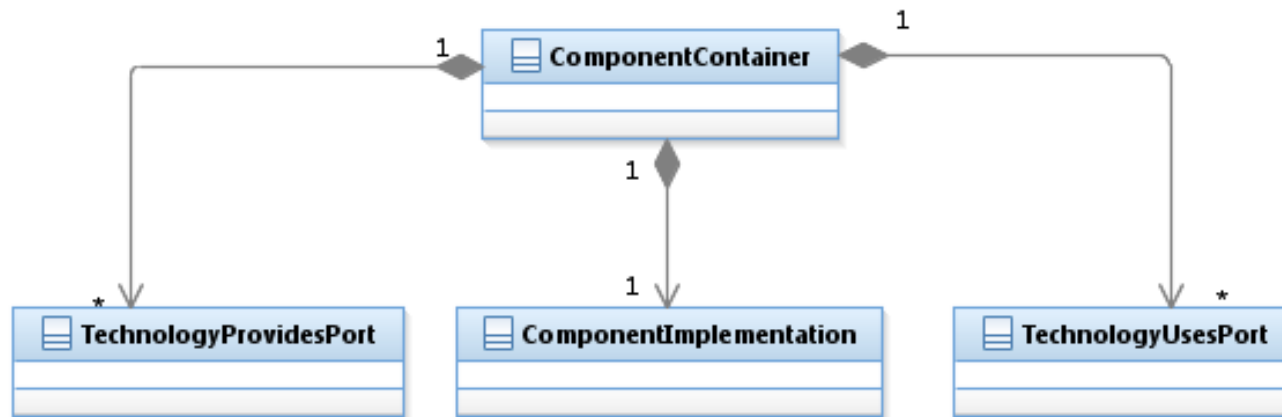 1
1
ComponentContainer
1
1
* 
*
TechnologyProvidesPort
ComponentImplementation
TechnologyUsesPort